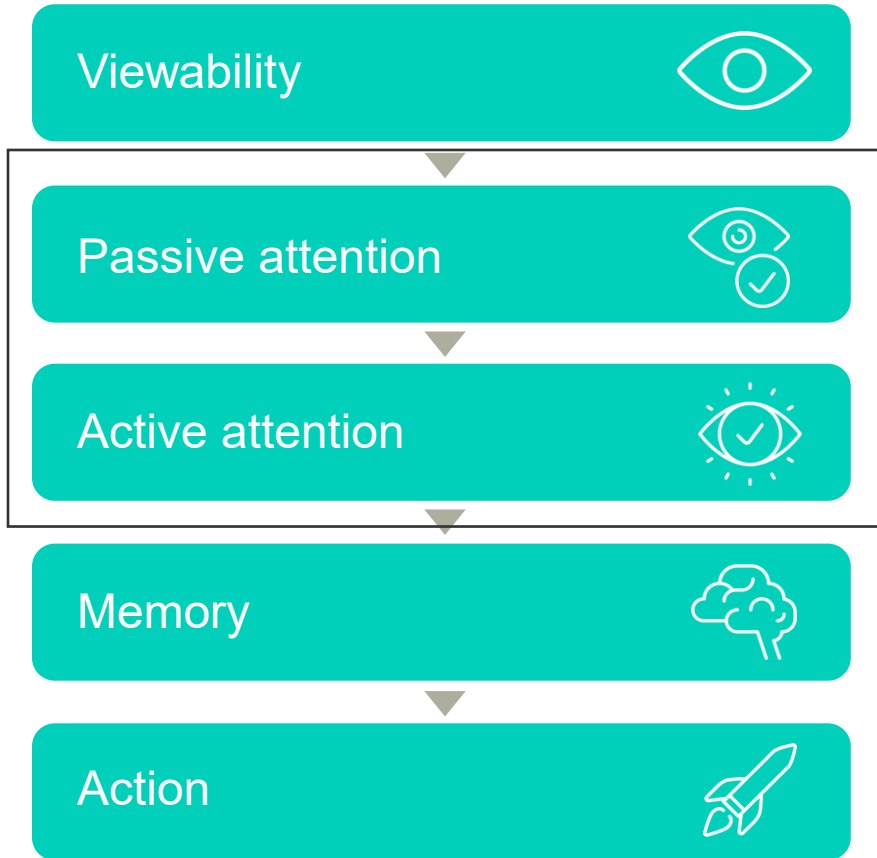 Viewability
Passive attention
Active attention
Memory
Action